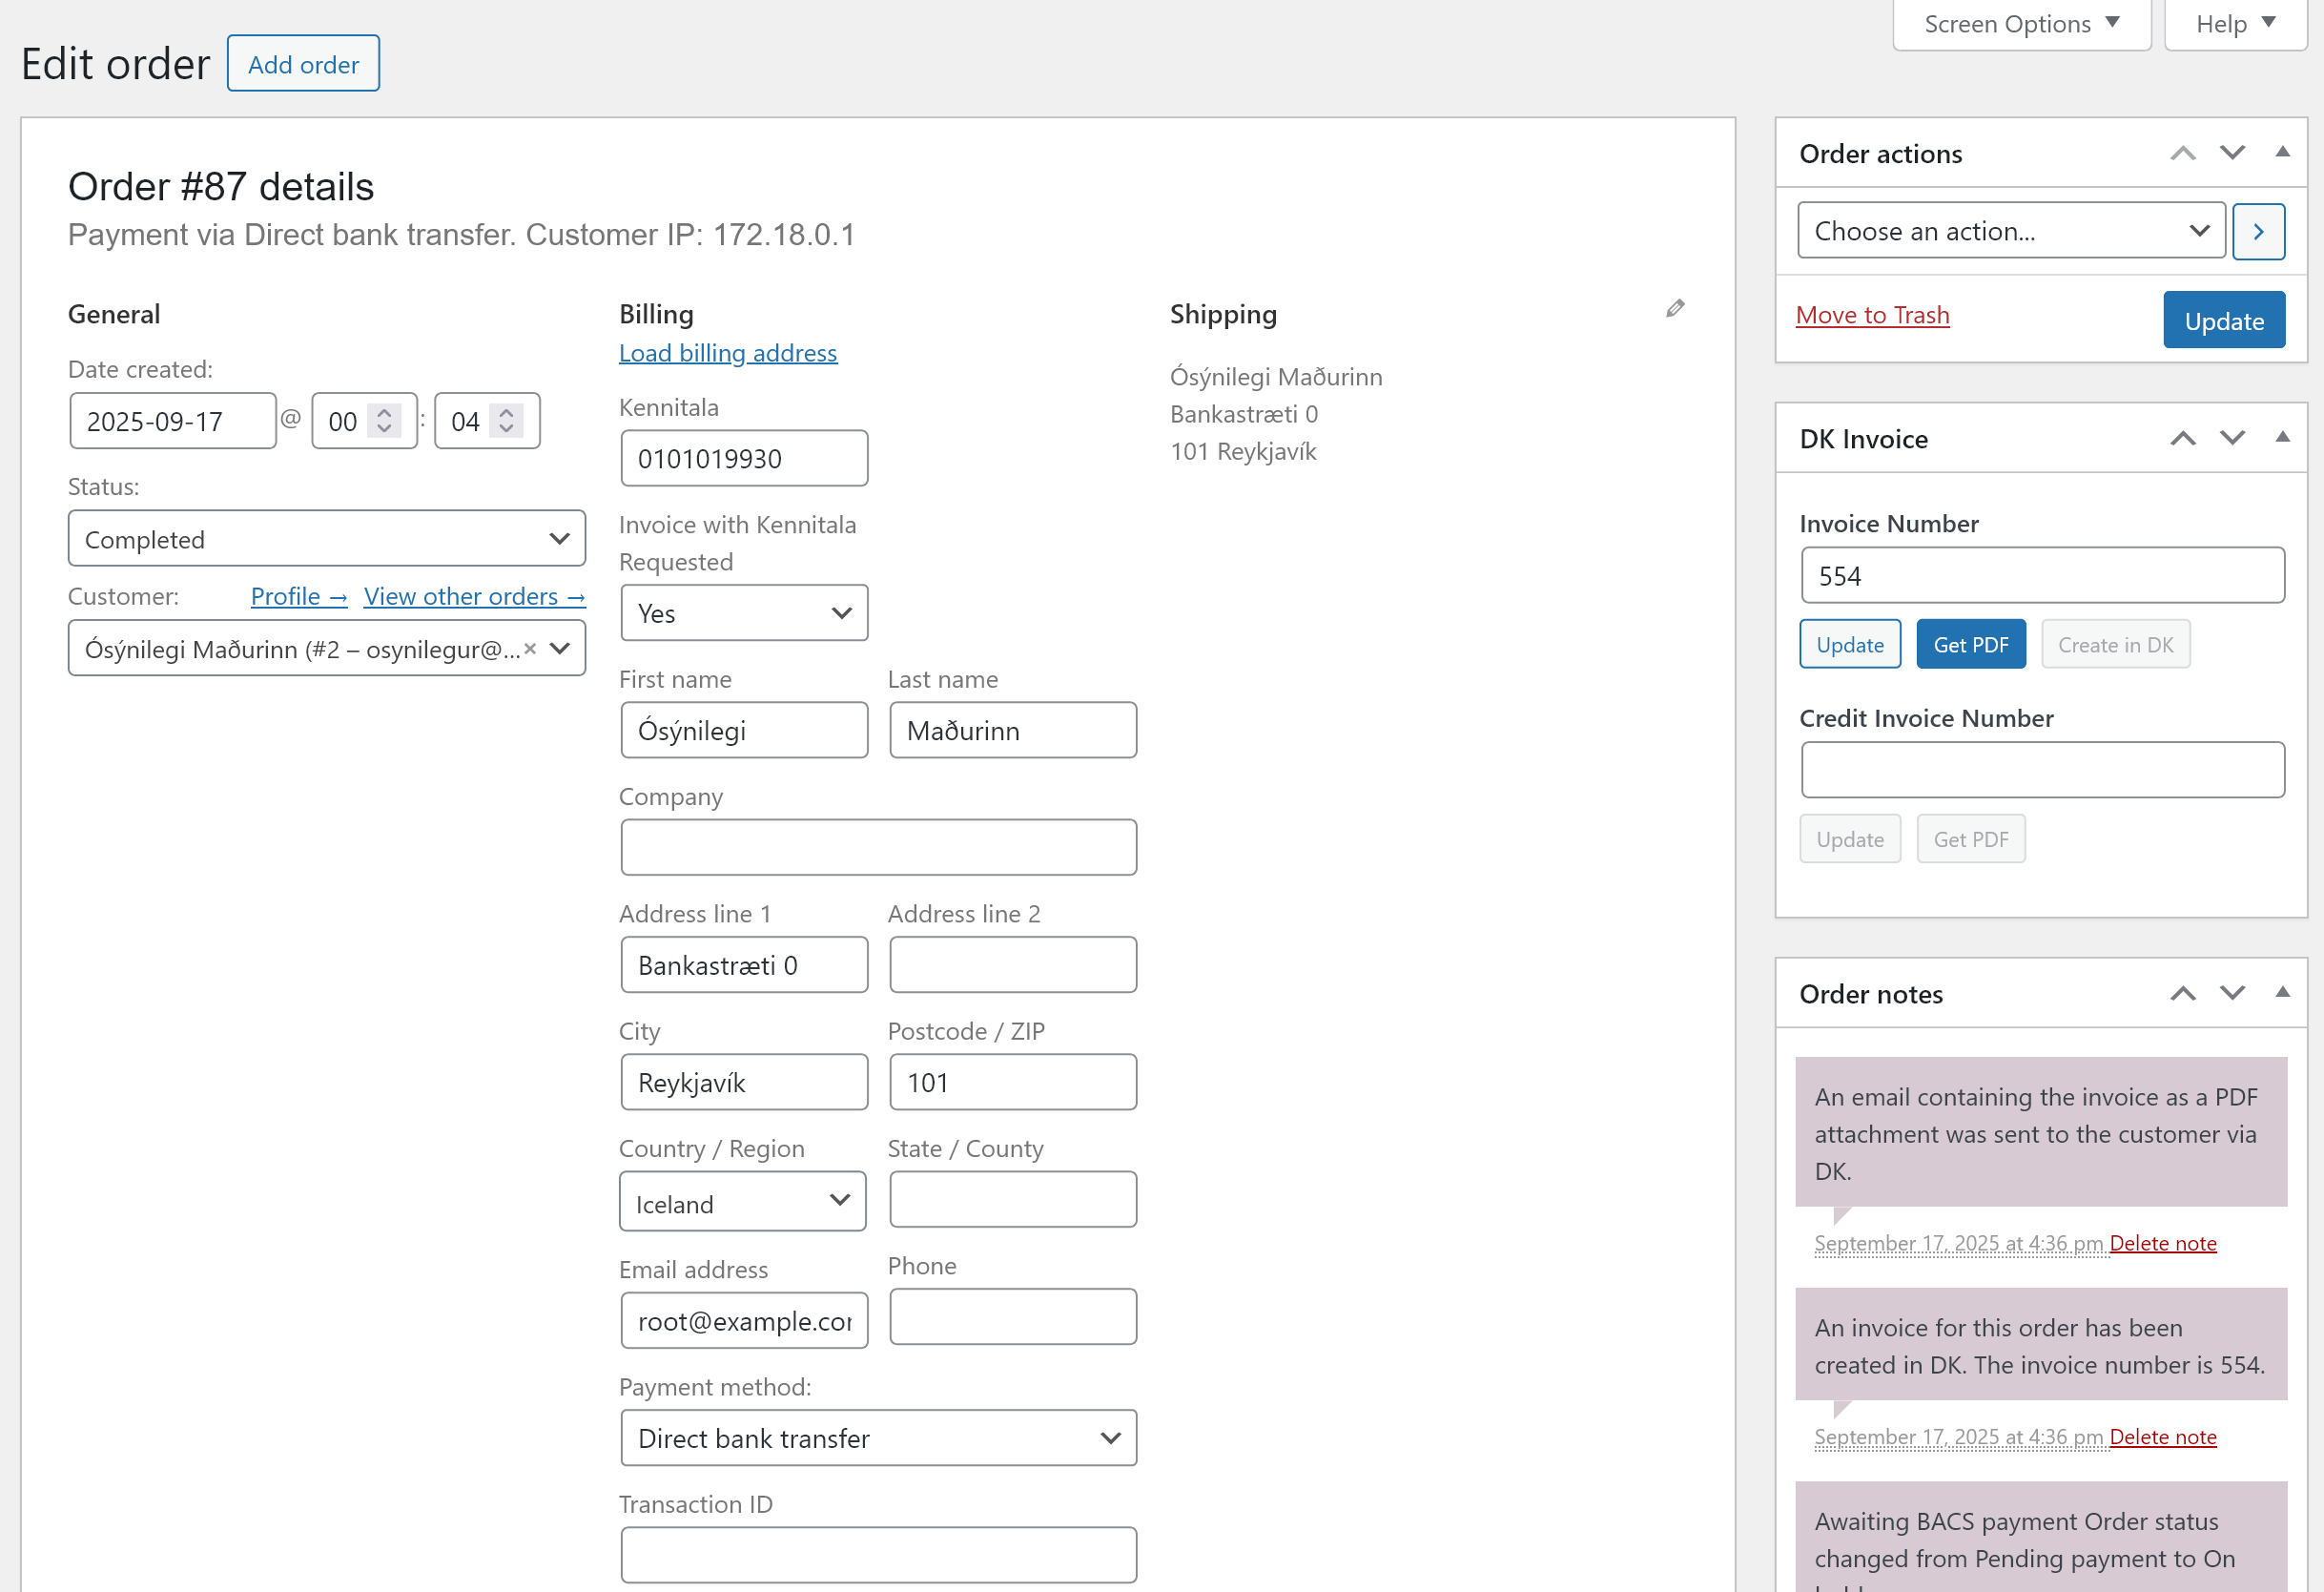 Screen Options
Help
Edit order
Add order
Order #87 details
Payment via Direct bank transfer. Customer IP: 172.18.0.1
General
Date created:
2025-09-17 @ 00 : 04
Status:
Completed
Customer: Profile → View other orders →
Ósýnilegi Maðurinn (#2 – osynilegur@... ×
Billing
Load billing address
Kennitala
0101019930
Invoice with Kennitala
Requested
Yes
First name Last name
Ósýnilegi Maðurinn
Company
Address line 1 Address line 2
Bankastræti 0
City Postcode / ZIP
Reykjavík 101
Country / Region State / County
Iceland
Email address Phone
root@example.co
Payment method:
Direct bank transfer
Transaction ID
Shipping
Ósýnilegi Maðurinn
Bankastræti 0
101 Reykjavík
Order actions
Choose an action...
Move to Trash
Update
DK Invoice
Invoice Number
554
Update Get PDF Create in DK
Credit Invoice Number
Update Get PDF
Order notes
An email containing the invoice as a PDF
attachment was sent to the customer via
DK.
September 17, 2025 at 4:36 pm Delete note
An invoice for this order has been
created in DK. The invoice number is 554.
September 17, 2025 at 4:36 pm Delete note
Awaiting BACS payment Order status
changed from Pending payment to On